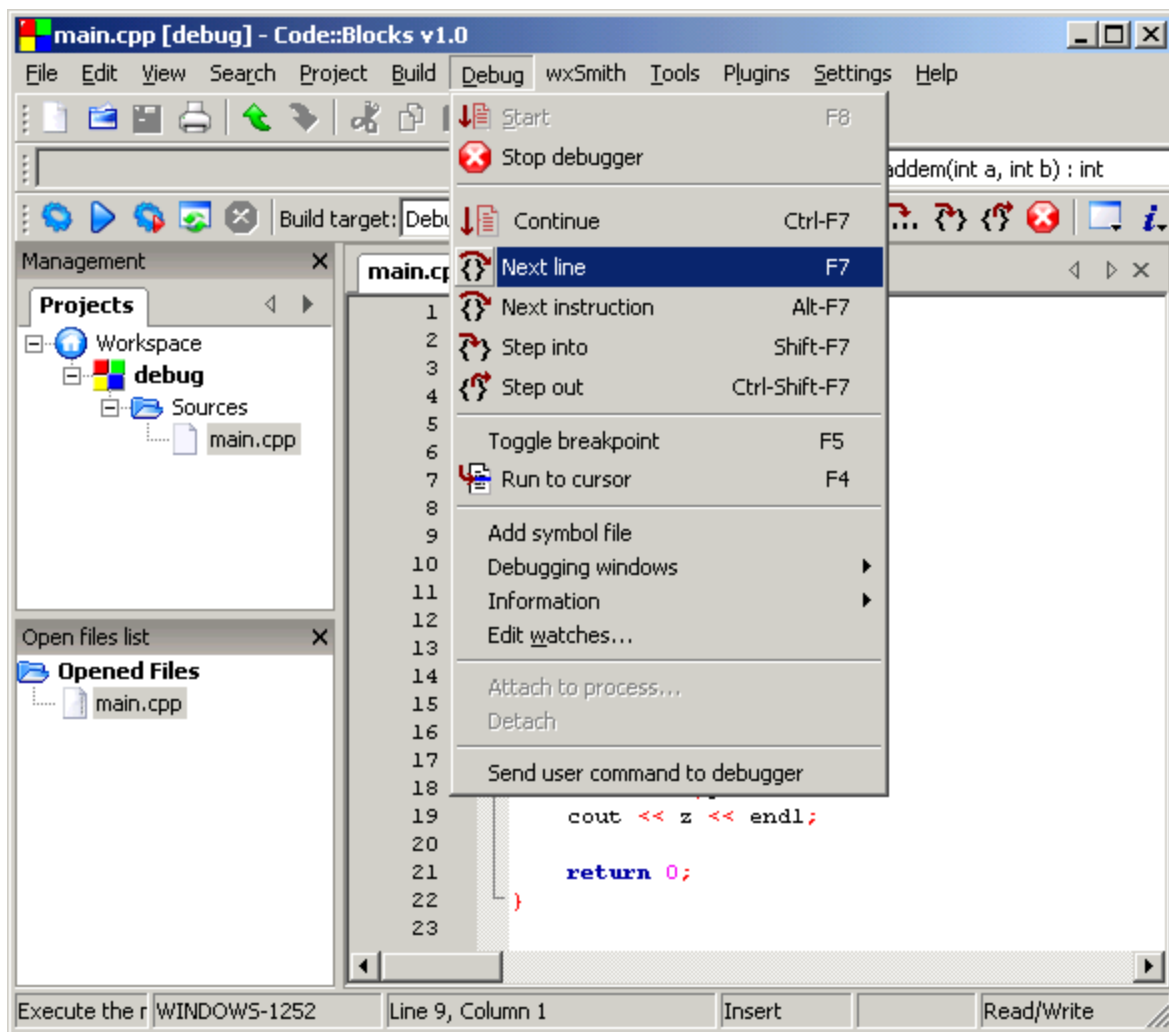 main.cpp [debug] - Code::Blocks v1.0
File Edit View Search Project Build Debug wxSmith Tools Plugins Settings Help
Start F8
Stop debugger
addem(int a, int b) : int
Continue Ctrl-F7
Build target:
Management
Next line F7
Projects
Next instruction Alt-F7
Workspace
Step into Shift-F7
debug
Step out Ctrl-Shift-F7
Sources
main.cpp
Toggle breakpoint F5
Run to cursor F4
Add symbol file
Debugging windows
Information
Edit watches...
Attach to process...
Detach
Send user command to debugger
Open files list
Opened Files
main.cpp
1
2
3
4
5
6
7
8
9
10
11
12
13
14
15
16
17
18
19 cout << z << endl;
20
21 return 0;
22 }
23
Execute the r WINDOWS-1252 Line 9, Column 1 Insert Read/Write